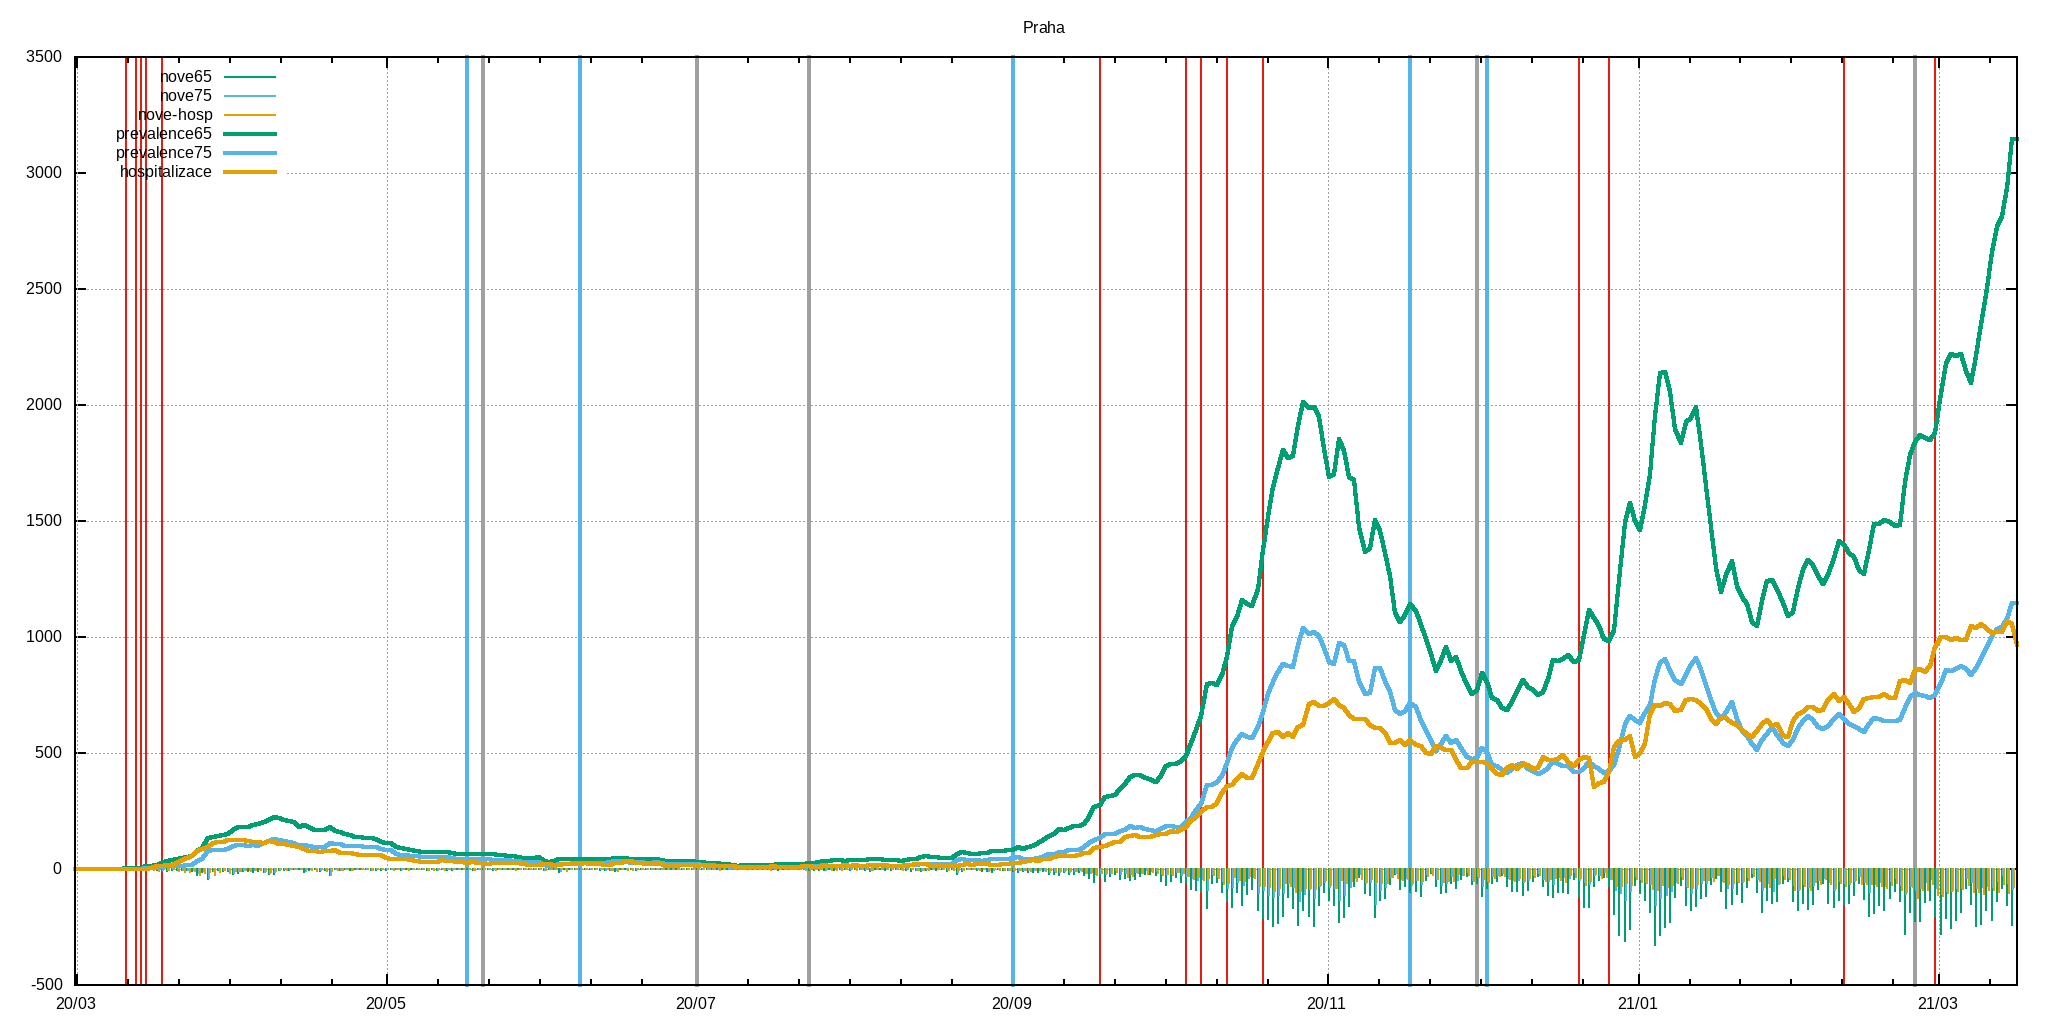 Praha
3500
3000
2500
2000
1500
1000
500
0
-500
nove65
nove75
nove-hosp
prevalence65
prevalence75
hospitalizace
20/03 20/05 20/07 20/09 20/11 21/01 21/03